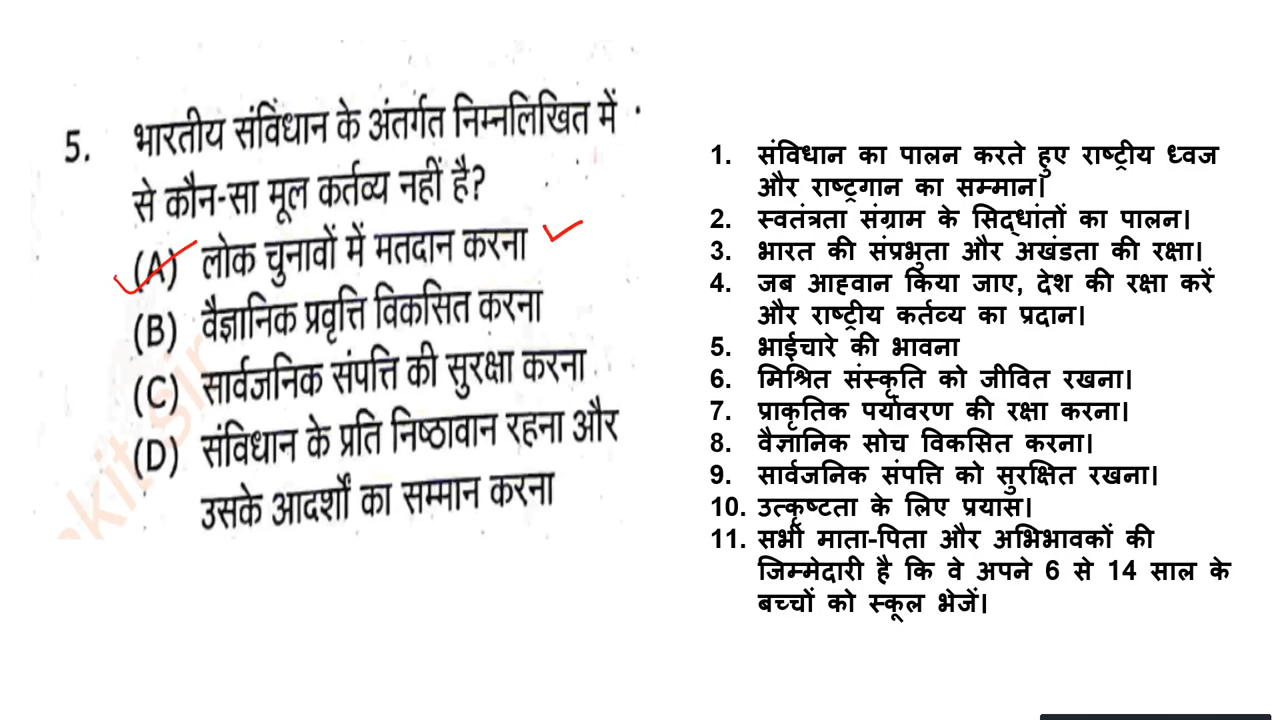 5. भारतीय संविधान के अंतर्गत निम्नलिखित में
से कौन-सा मूल कर्तव्य नहीं है?
(A) लोक चुनावों में मतदान करना
(B) वैज्ञानिक प्रवृत्ति विकसित करना
(C) सार्वजनिक संपत्ति की सुरक्षा करना
(D) संविधान के प्रति निष्ठावान रहना और
उसके आदर्शों का सम्मान करना
1. संविधान का पालन करते हुए राष्ट्रीय ध्वज
और राष्ट्रगान का सम्मान।
2. स्वतंत्रता संग्राम के सिद्धांतों का पालन।
3. भारत की संप्रभुता और अखंडता की रक्षा।
4. जब आह्वान किया जाए, देश की रक्षा करें
और राष्ट्रीय कर्तव्य का प्रदान।
5. भाईचारे की भावना
6. मिश्रित संस्कृति को जीवित रखना।
7. प्राकृतिक पर्यावरण की रक्षा करना।
8. वैज्ञानिक सोच विकसित करना।
9. सार्वजनिक संपत्ति को सुरक्षित रखना।
10. उत्कृष्टता के लिए प्रयास।
11. सभी माता-पिता और अभिभावकों की
जिम्मेदारी है कि वे अपने 6 से 14 साल के
बच्चों को स्कूल भेजें।